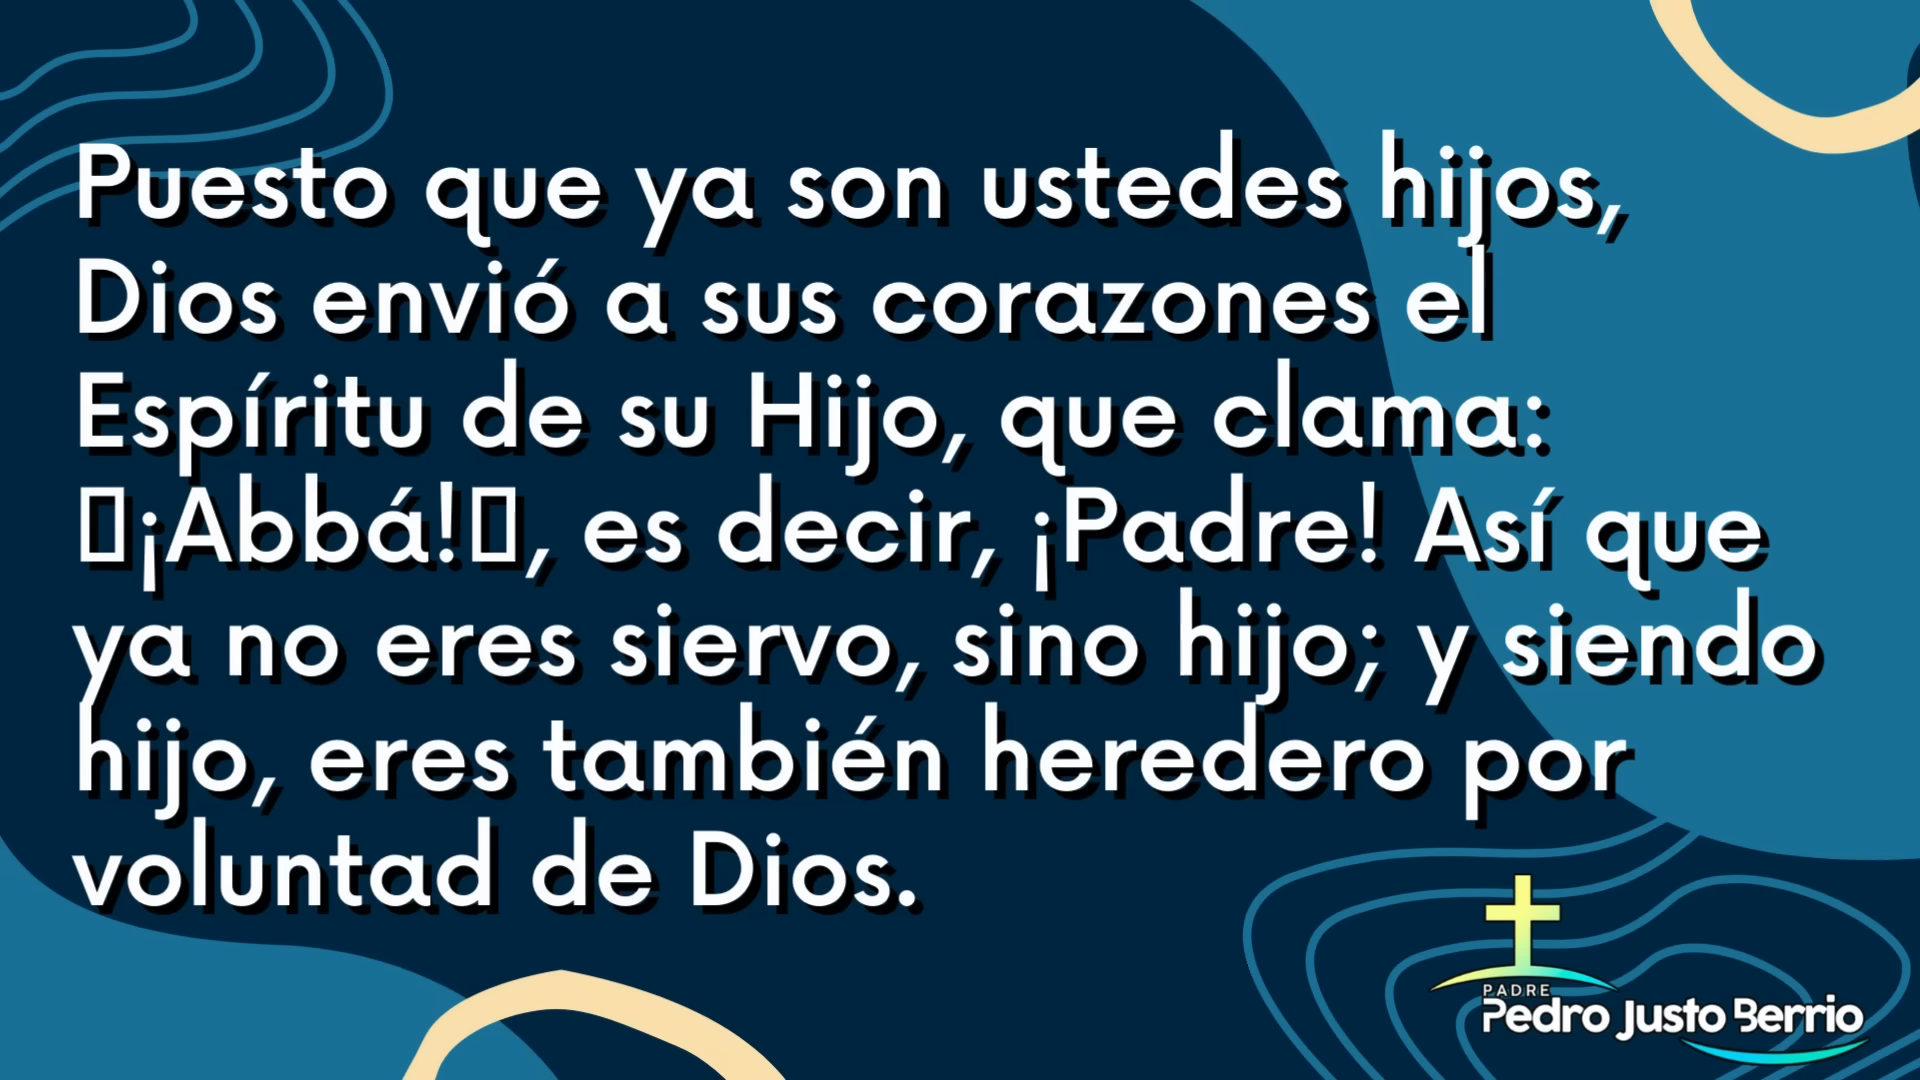 Puesto que ya son ustedes hijos,
Dios envió a sus corazones el
Espíritu de su Hijo, que clama:
▯¡Abbá!▯, es decir, ¡Padre! Así que
ya no eres siervo, sino hijo; y siendo
hijo, eres también heredero por
voluntad de Dios.
PADRE
Pedro Justo Berrio